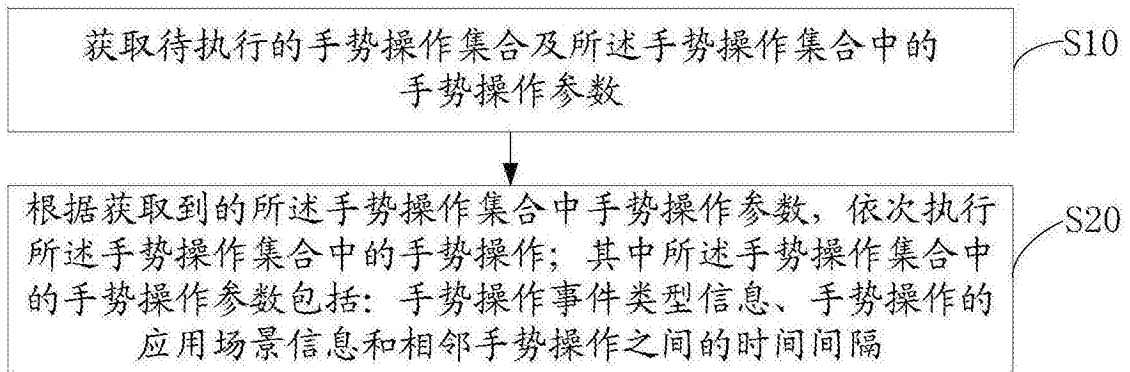 获取待执行的手势操作集合及所述手势操作集合中的
手势操作参数
S10
根据获取到的所述手势操作集合中手势操作参数，依次执行
所述手势操作集合中的手势操作；其中所述手势操作集合中
的手势操作参数包括：手势操作事件类型信息、手势操作的
应用场景信息和相邻手势操作之间的时间间隔
S20